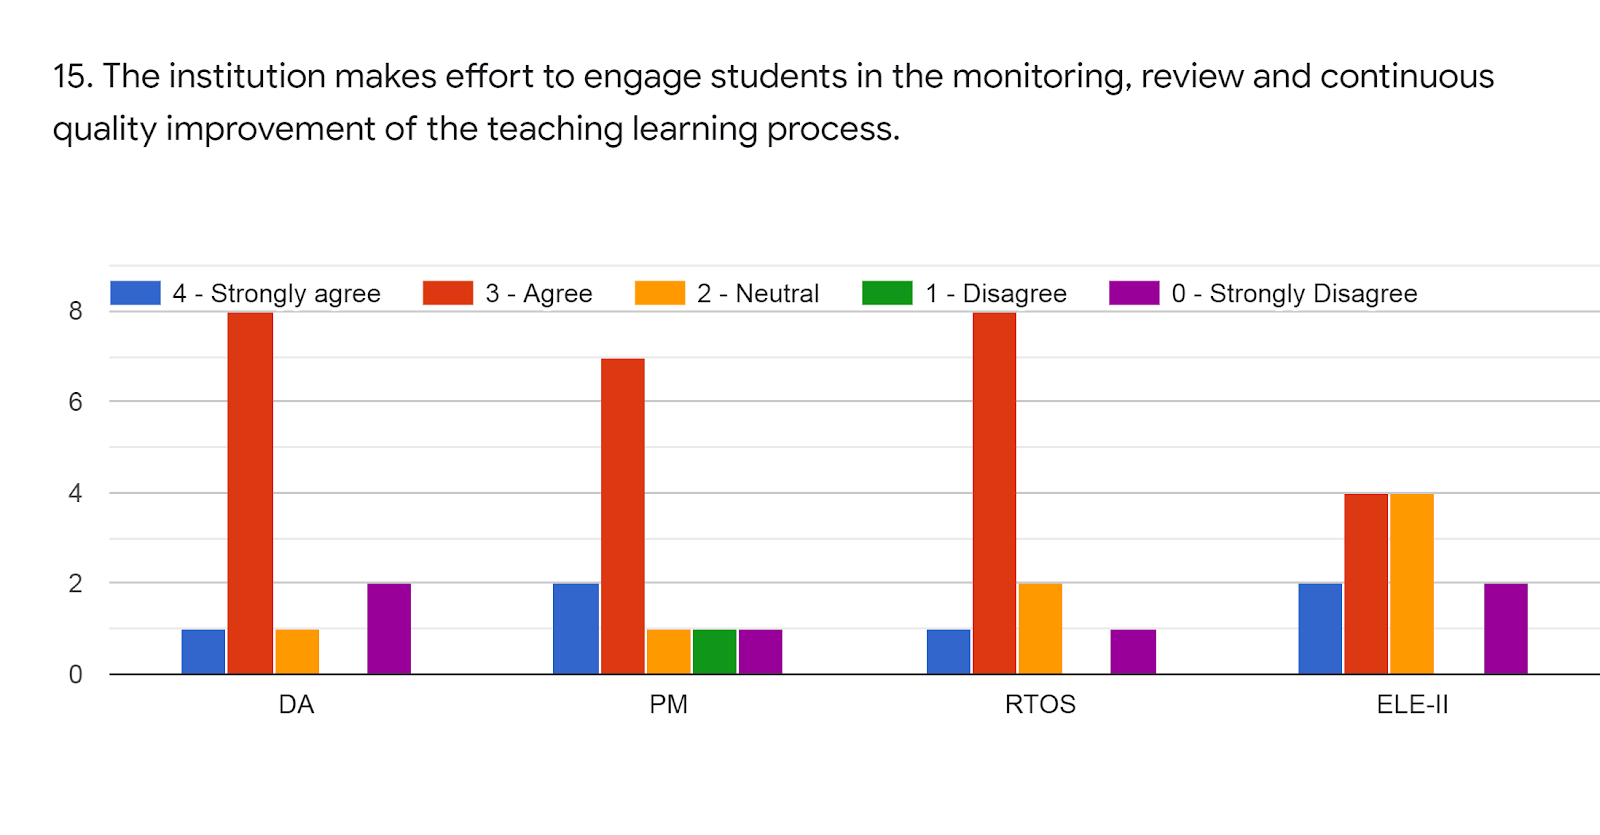 15. The institution makes effort to engage students in the monitoring, review and continuous
quality improvement of the teaching learning process.
4 - Strongly agree 3 - Agree 2 - Neutral 1 - Disagree 0 - Strongly Disagree
8
6
4
2
0
DA PM RTOS ELE-II